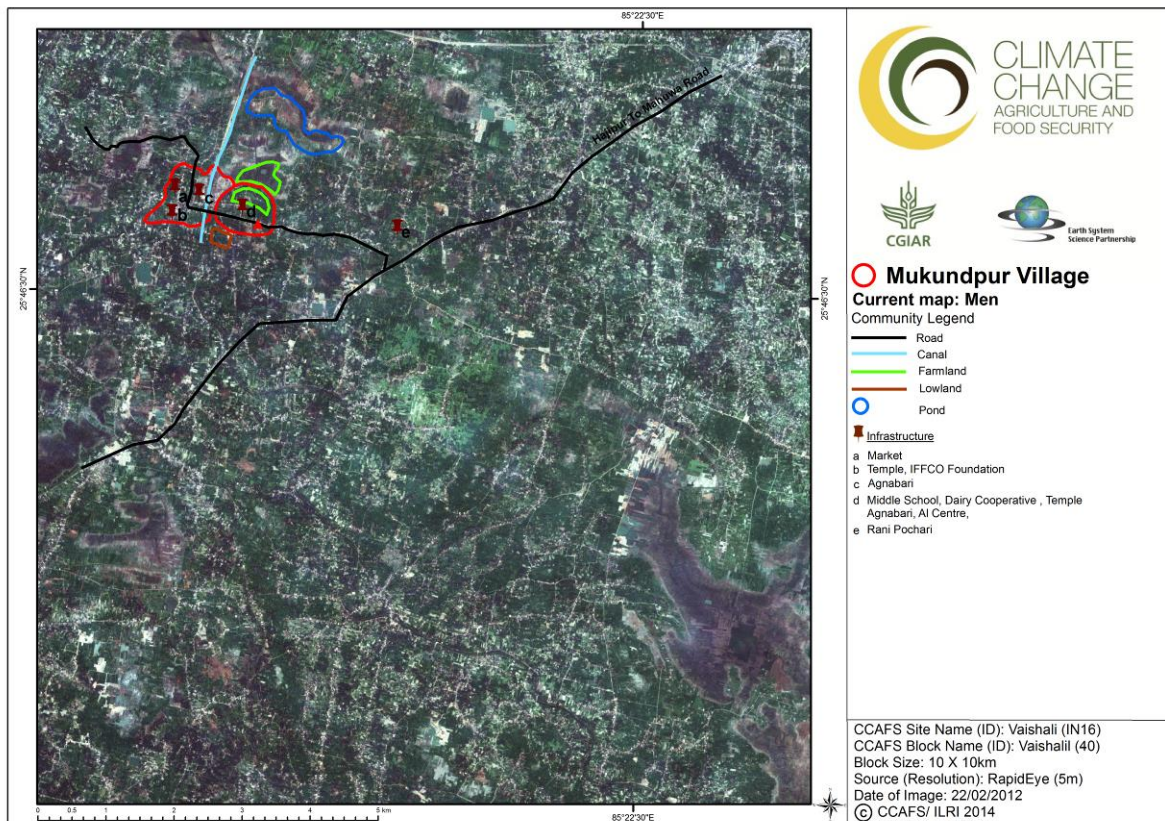 85°22'30"E
25°46'30"N
Hajipur To Mahuwa Road
a
c
b
d
e
25°46'30"N
0 0.5 1 2 3 4 5 km
85°22'30"E
CLIMATE
CHANGE
AGRICULTURE AND
FOOD SECURITY
CGIAR
Earth System
Science Partnership
Mukundpur Village
Current map: Men
Community Legend
Road
Canal
Farmland
Lowland
Pond
Infrastructure
a Market
b Temple, IFFCO Foundation
c Agnabari
d Middle School, Dairy Cooperative , Temple
Agnabari, AI Centre,
e Rani Pochari
CCAFS Site Name (ID): Vaishali (IN16)
CCAFS Block Name (ID): Vaishalil (40)
Block Size: 10 X 10km
Source (Resolution): RapidEye (5m)
Date of Image: 22/02/2012
© CCAFS/ ILRI 2014